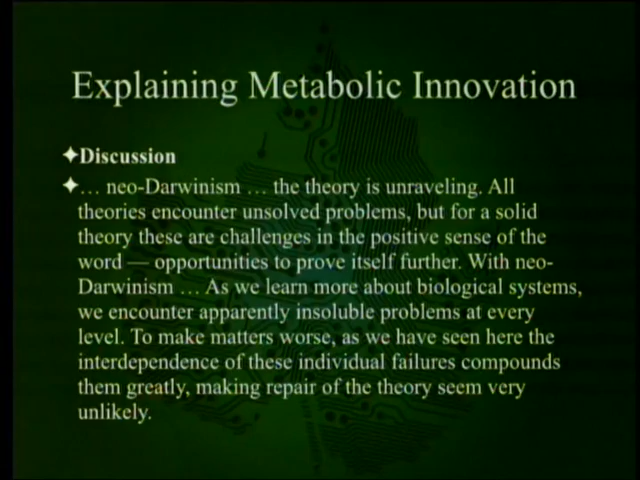 Explaining Metabolic Innovation
✦Discussion
✦… neo-Darwinism … the theory is unraveling. All
theories encounter unsolved problems, but for a solid
theory these are challenges in the positive sense of the
word — opportunities to prove itself further. With neo-
Darwinism … As we learn more about biological systems,
we encounter apparently insoluble problems at every
level. To make matters worse, as we have seen here the
interdependence of these individual failures compounds
them greatly, making repair of the theory seem very
unlikely.